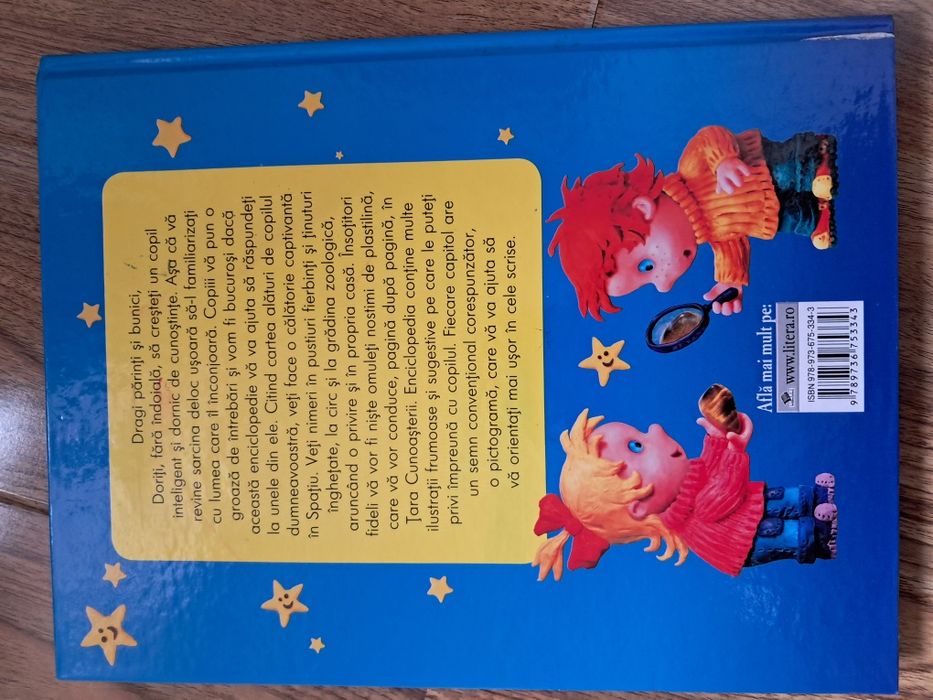 Dragi părinți și bunici,
Doriți, fără îndoială, să creșteți un copil
inteligent și dornic de cunoștințe. Așa că vă
revine sarcina deloc ușoară să-l familiarizați
cu lumea care îl înconjoară. Copiii vă pun o
groază de întrebări și vom fi bucuroși dacă
această enciclopedie vă va ajuta să răspundeți
la unele din ele. Citind cartea alături de copilul
dumneavoastră, veți face o călătorie captivantă
în Spațiu. Veți nimeri în pustiuri fierbinți și ținuturi
înghețate, la circ și la grădina zoologică,
aruncând o privire și în propria casă. Însoțitori
fideli vă vor fi niște omuleți nostimi de plastilină,
care vă vor conduce, pagină după pagină, în
Țara Cunoașterii. Enciclopedia conține multe
ilustrații frumoase și sugestive pe care le puteți
privi împreună cu copilul. Fiecare capitol are
un semn convențional corespunzător,
o pictogramă, care vă va ajuta să
vă orientați mai ușor în cele scrise.
Află mai mult pe:
www.litera.ro
ISBN 978-973-675-334-3
9 789736 753343